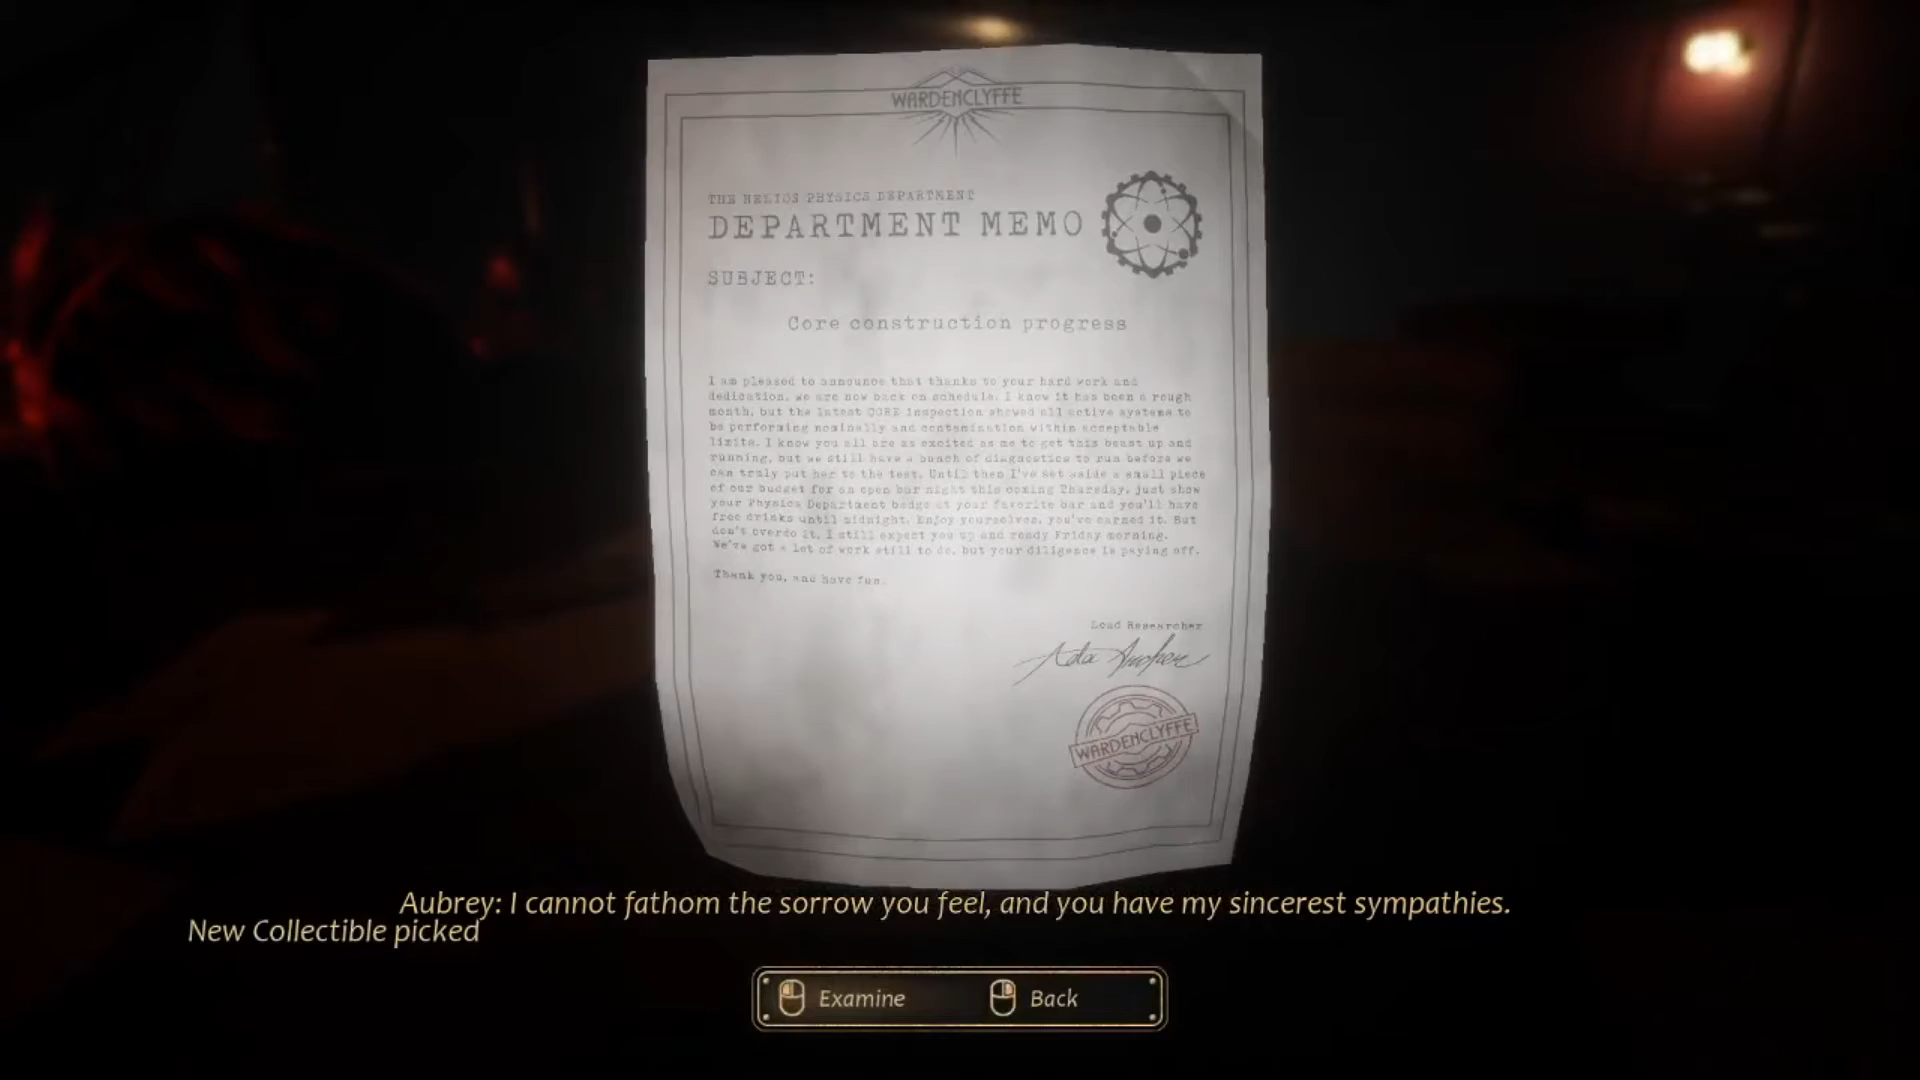 WARDENCLYFFE
THE HELIOS PHYSICS DEPARTMENT
DEPARTMENT MEMO
SUBJECT:
Core construction progress
I am pleased to announce that thanks to your hard work and
dedication, we are now back on schedule. I know it has been a rough
month, but the latest CORE inspection showed all active systems to
be performing nominally and contamination within acceptable
limits. I know you all are as excited as me to get this beast up and
running, but we still have a bunch of diagnostics to run before we
can truly put her to the test. Until then I've set aside a small piece
of our budget for an open bar night this coming Thursday, just show
your Physics Department badge at your favorite bar and you'll have
free drinks until midnight. Enjoy yourselves, you've earned it. But
don't overdo it, I still expect you up and ready Friday morning.
We've got a lot of work still to do, but your diligence is paying off.
Thank you, and have fun.
Lead Researcher
Ada
WARDENCLYFFE
Aubrey: I cannot fathom the sorrow you feel, and you have my sincerest sympathies.
New Collectible picked
Examine
Back